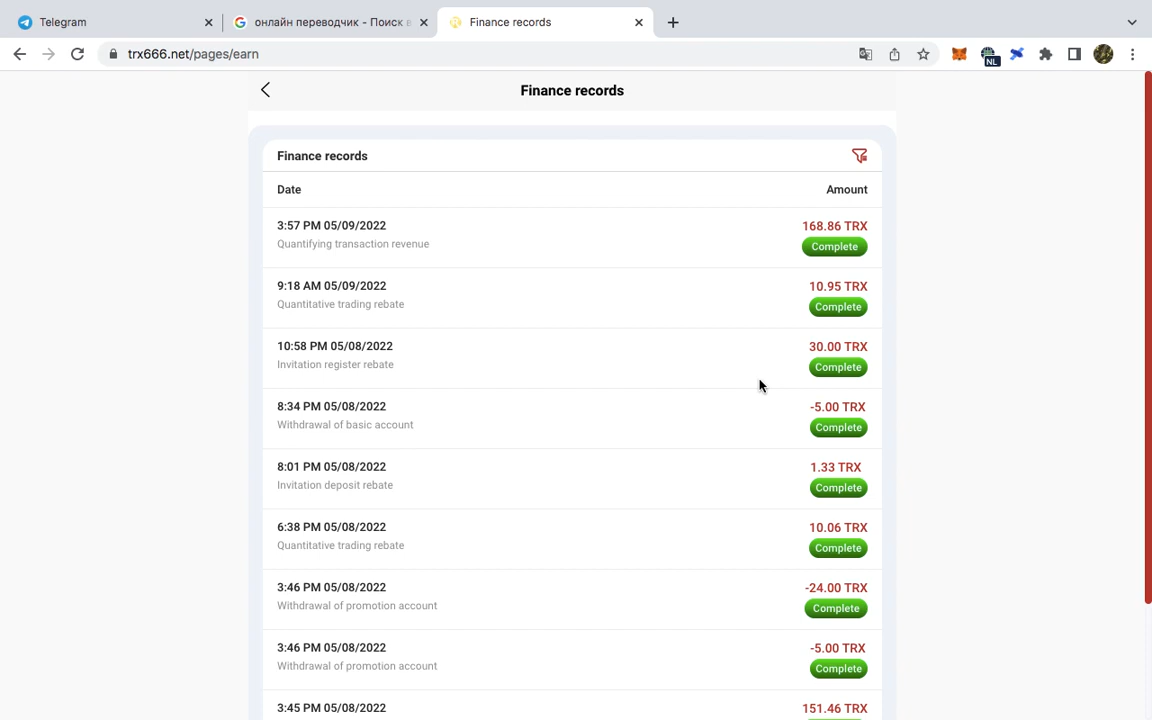 Telegram
онлайн переводчик - Поиск в
Finance records
trx666.net/pages/earn
NL
Finance records
Finance records
Date Amount
3:57 PM 05/09/2022 168.86 TRX
Quantifying transaction revenue Complete
9:18 AM 05/09/2022 10.95 TRX
Quantitative trading rebate Complete
10:58 PM 05/08/2022 30.00 TRX
Invitation register rebate Complete
8:34 PM 05/08/2022 -5.00 TRX
Withdrawal of basic account Complete
8:01 PM 05/08/2022 1.33 TRX
Invitation deposit rebate Complete
6:38 PM 05/08/2022 10.06 TRX
Quantitative trading rebate Complete
3:46 PM 05/08/2022 -24.00 TRX
Withdrawal of promotion account Complete
3:46 PM 05/08/2022 -5.00 TRX
Withdrawal of promotion account Complete
3:45 PM 05/08/2022 151.46 TRX